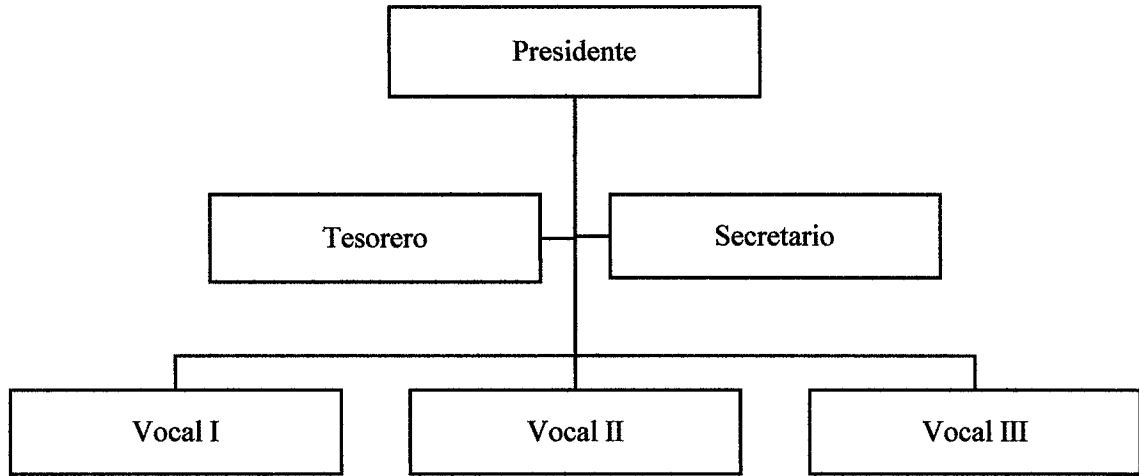 Presidente
Tesorero
Secretario
Vocal I
Vocal II
Vocal III